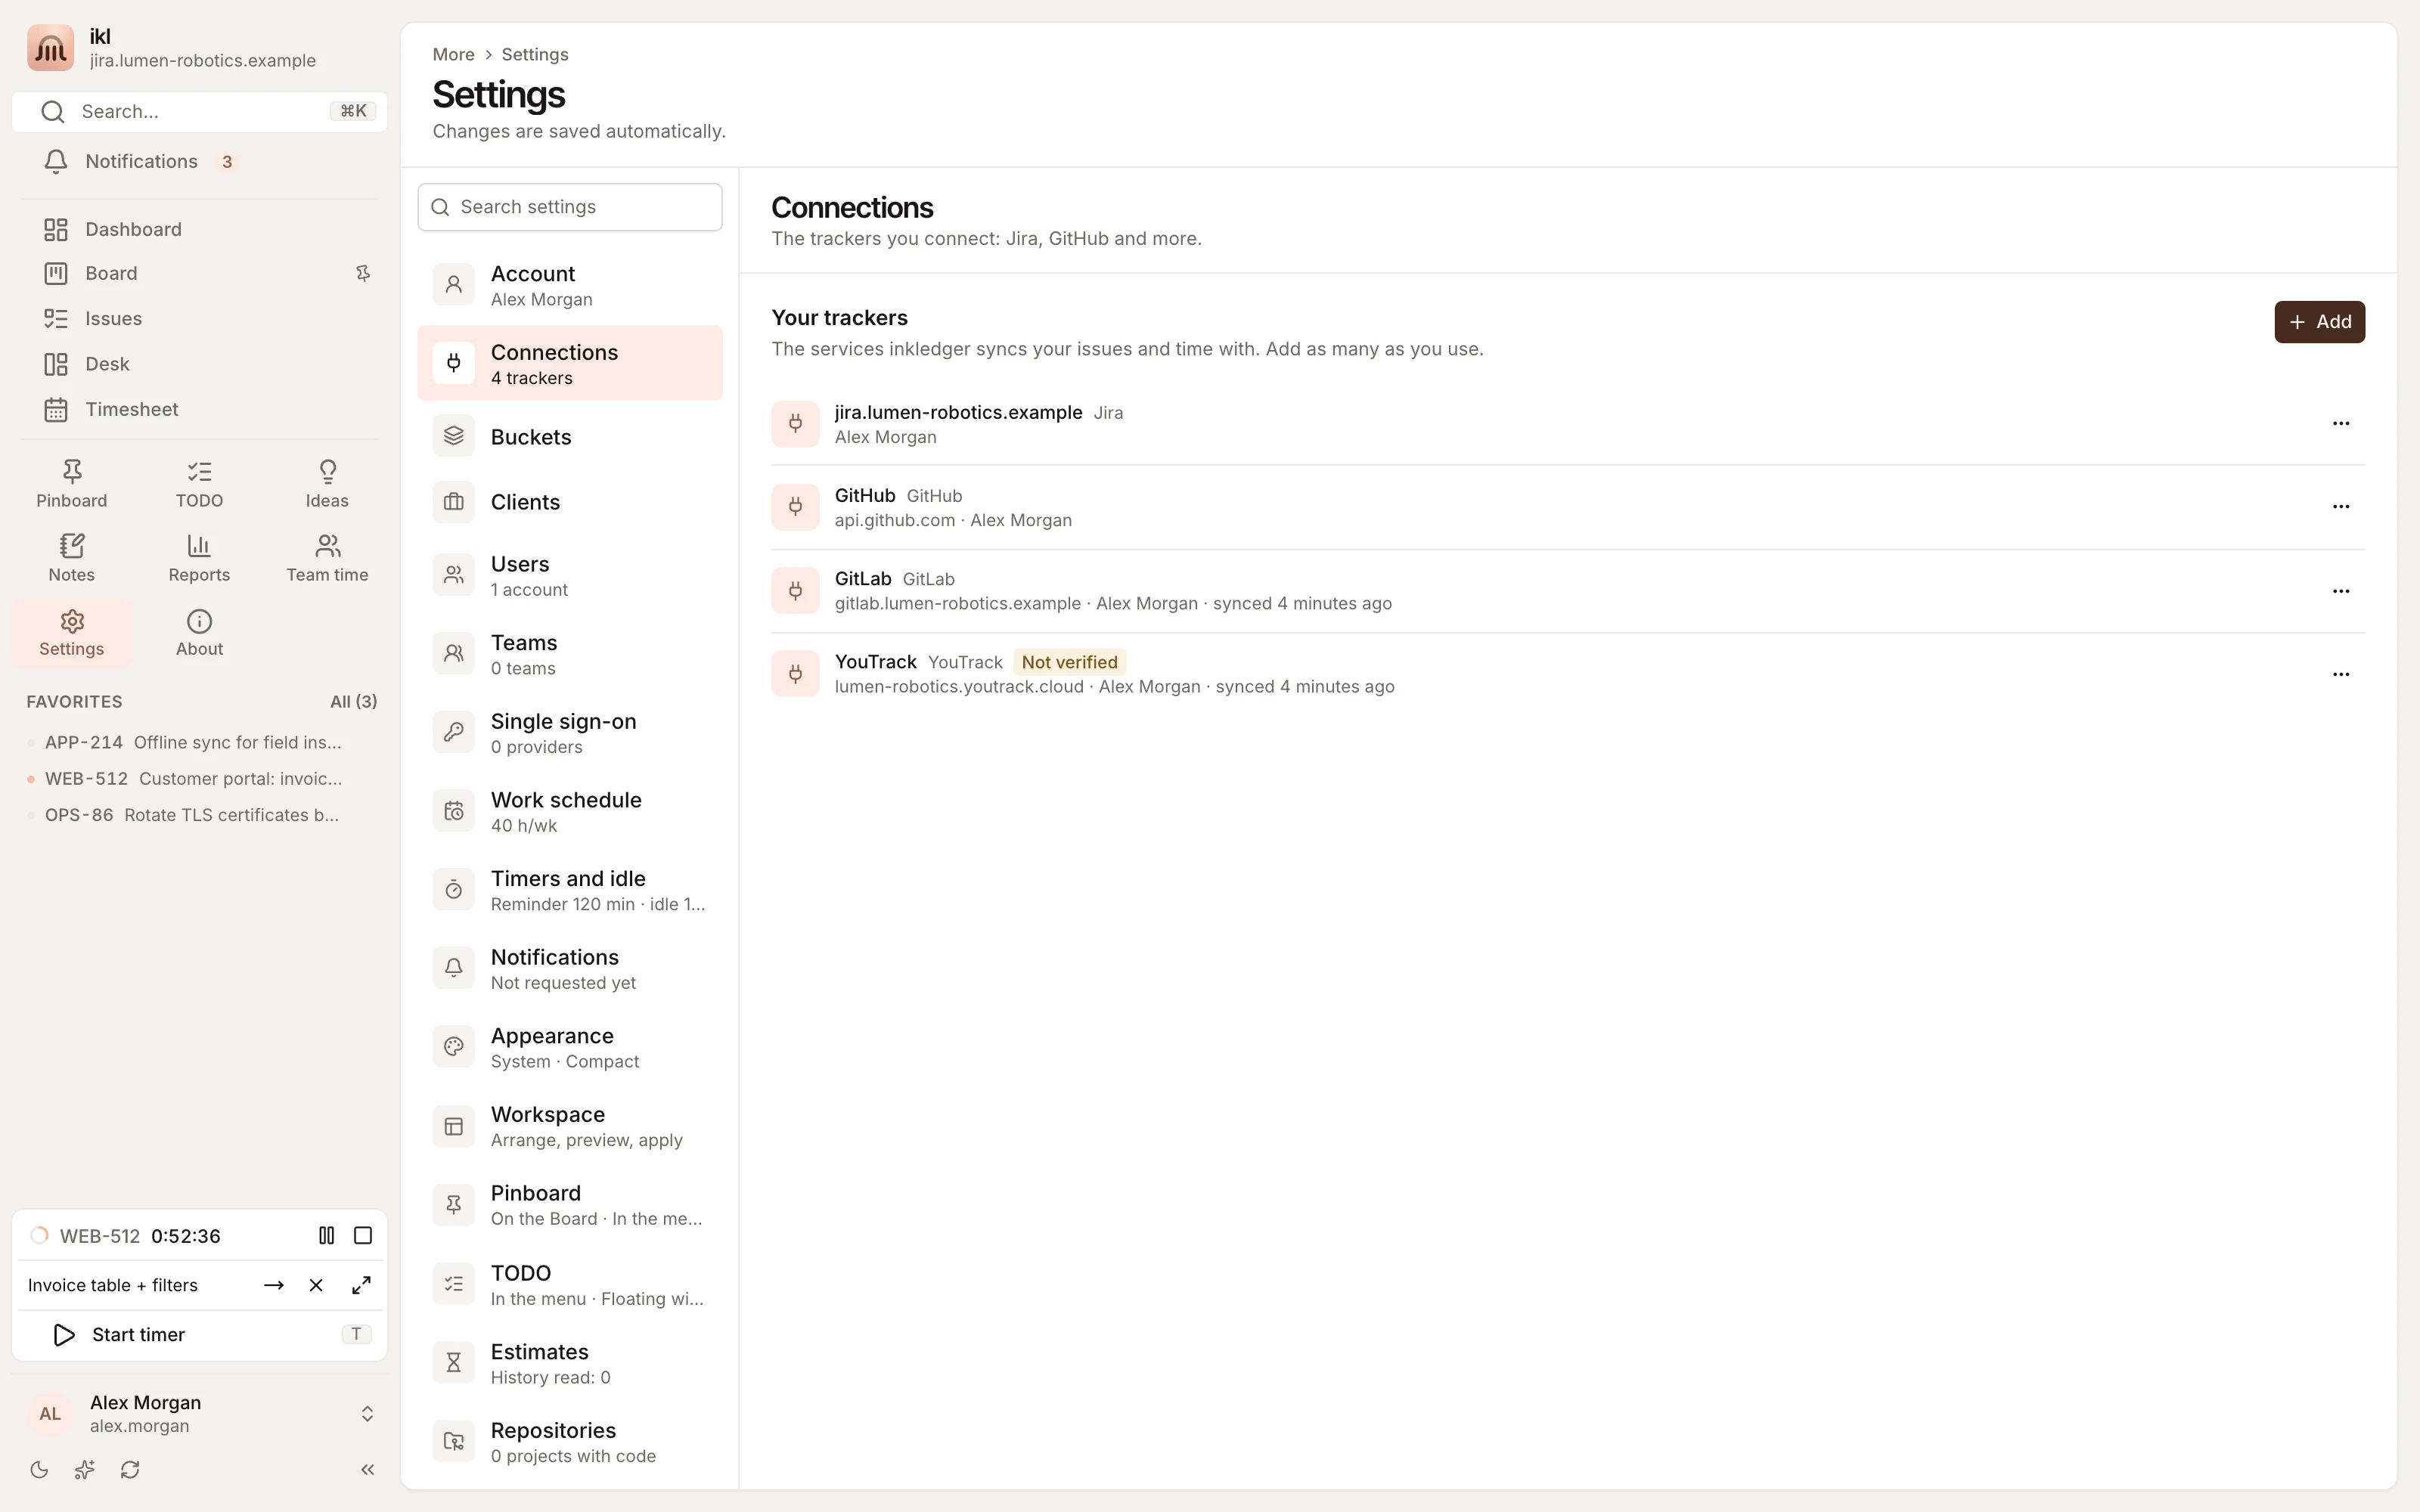 ikl
jira.lumen-robotics.example
Search...
⌘K
Notifications 3
Dashboard
Board
Issues
Desk
Timesheet
Pinboard
TODO
Ideas
Notes
Reports
Team time
Settings
About
FAVORITES
All (3)
APP-214 Offline sync for field ins...
WEB-512 Customer portal: invoic...
OPS-86 Rotate TLS certificates b...
WEB-512 0:52:36
Invoice table + filters
Start timer
T
AL
Alex Morgan
alex.morgan
More > Settings
Settings
Changes are saved automatically.
Search settings
Account
Alex Morgan
Connections
4 trackers
Buckets
Clients
Users
1 account
Teams
0 teams
Single sign-on
0 providers
Work schedule
40 h/wk
Timers and idle
Reminder 120 min · idle 1...
Notifications
Not requested yet
Appearance
System · Compact
Workspace
Arrange, preview, apply
Pinboard
On the Board · In the me...
TODO
In the menu · Floating wi...
Estimates
History read: 0
Repositories
0 projects with code
Connections
The trackers you connect: Jira, GitHub and more.
Your trackers
The services inkledger syncs your issues and time with. Add as many as you use.
+ Add
jira.lumen-robotics.example Jira
Alex Morgan
GitHub GitHub
api.github.com · Alex Morgan
GitLab GitLab
gitlab.lumen-robotics.example · Alex Morgan · synced 4 minutes ago
YouTrack YouTrack Not verified
lumen-robotics.youtrack.cloud · Alex Morgan · synced 4 minutes ago